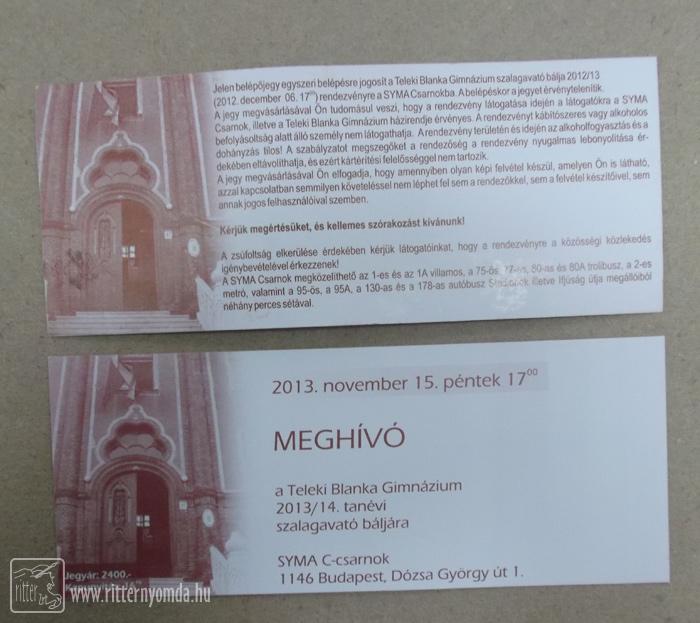 Jelen belépőjegy egyszeri belépésre jogosít a Teleki Blanka Gimnázium szalagavató bálja 2012/13
(2012. december 06. 17⁰⁰) rendezvényre a SYMA Csarnokba. A belépéskor a jegyet érvénytelenítik.
A jegy megvásárlásával Ön tudomásul veszi, hogy a rendezvény látogatása idején a látogatókra a SYMA
Csarnok, illetve a Teleki Blanka Gimnázium házirendje érvényes. A rendezvényt kábítószeres vagy alkoholos
befolyásoltság alatt álló személy nem látogathatja. A rendezvény területén és idején az alkoholfogyasztás és a
dohányzás tilos! A szabályzatot megszegőket a rendezőség a rendezvény nyugalmas lebonyolítása ér-
dekében eltávolíthatja, és ezért kártérítési felelősséggel nem tartozik.
A jegy megvásárlásával Ön elfogadja, hogy amennyiben olyan képi felvétel készül, amelyen Ön is látható,
azzal kapcsolatban semmilyen követeléssel nem léphet fel sem a rendezőkkel, sem a felvétel készítőivel, sem
annak jogos felhasználóival szemben.
Kérjük megértésüket, és kellemes szórakozást kívánunk!
A zsúfoltság elkerülése érdekében kérjük látogatóinkat, hogy a rendezvényre a közösségi közlekedés
igénybevételével érkezzenek!
A SYMA Csarnok megközelíthető az 1-es és az 1A villamos, a 75-ös, 77-es, 80-as és 80A trolibusz, a 2-es
metró, valamint a 95-ös, a 95A, a 130-as és a 178-as autóbusz Stadionok illetve Ifjúság útja megállóiból
néhány perces sétával.
2013. november 15. péntek 17⁰⁰
MEGHÍVÓ
a Teleki Blanka Gimnázium
2013/14. tanévi
szalagavató báljára
SYMA C-csarnok
1146 Budapest, Dózsa György út 1.
Jegyár: 2400.-
ritter
www.ritternyomda.hu